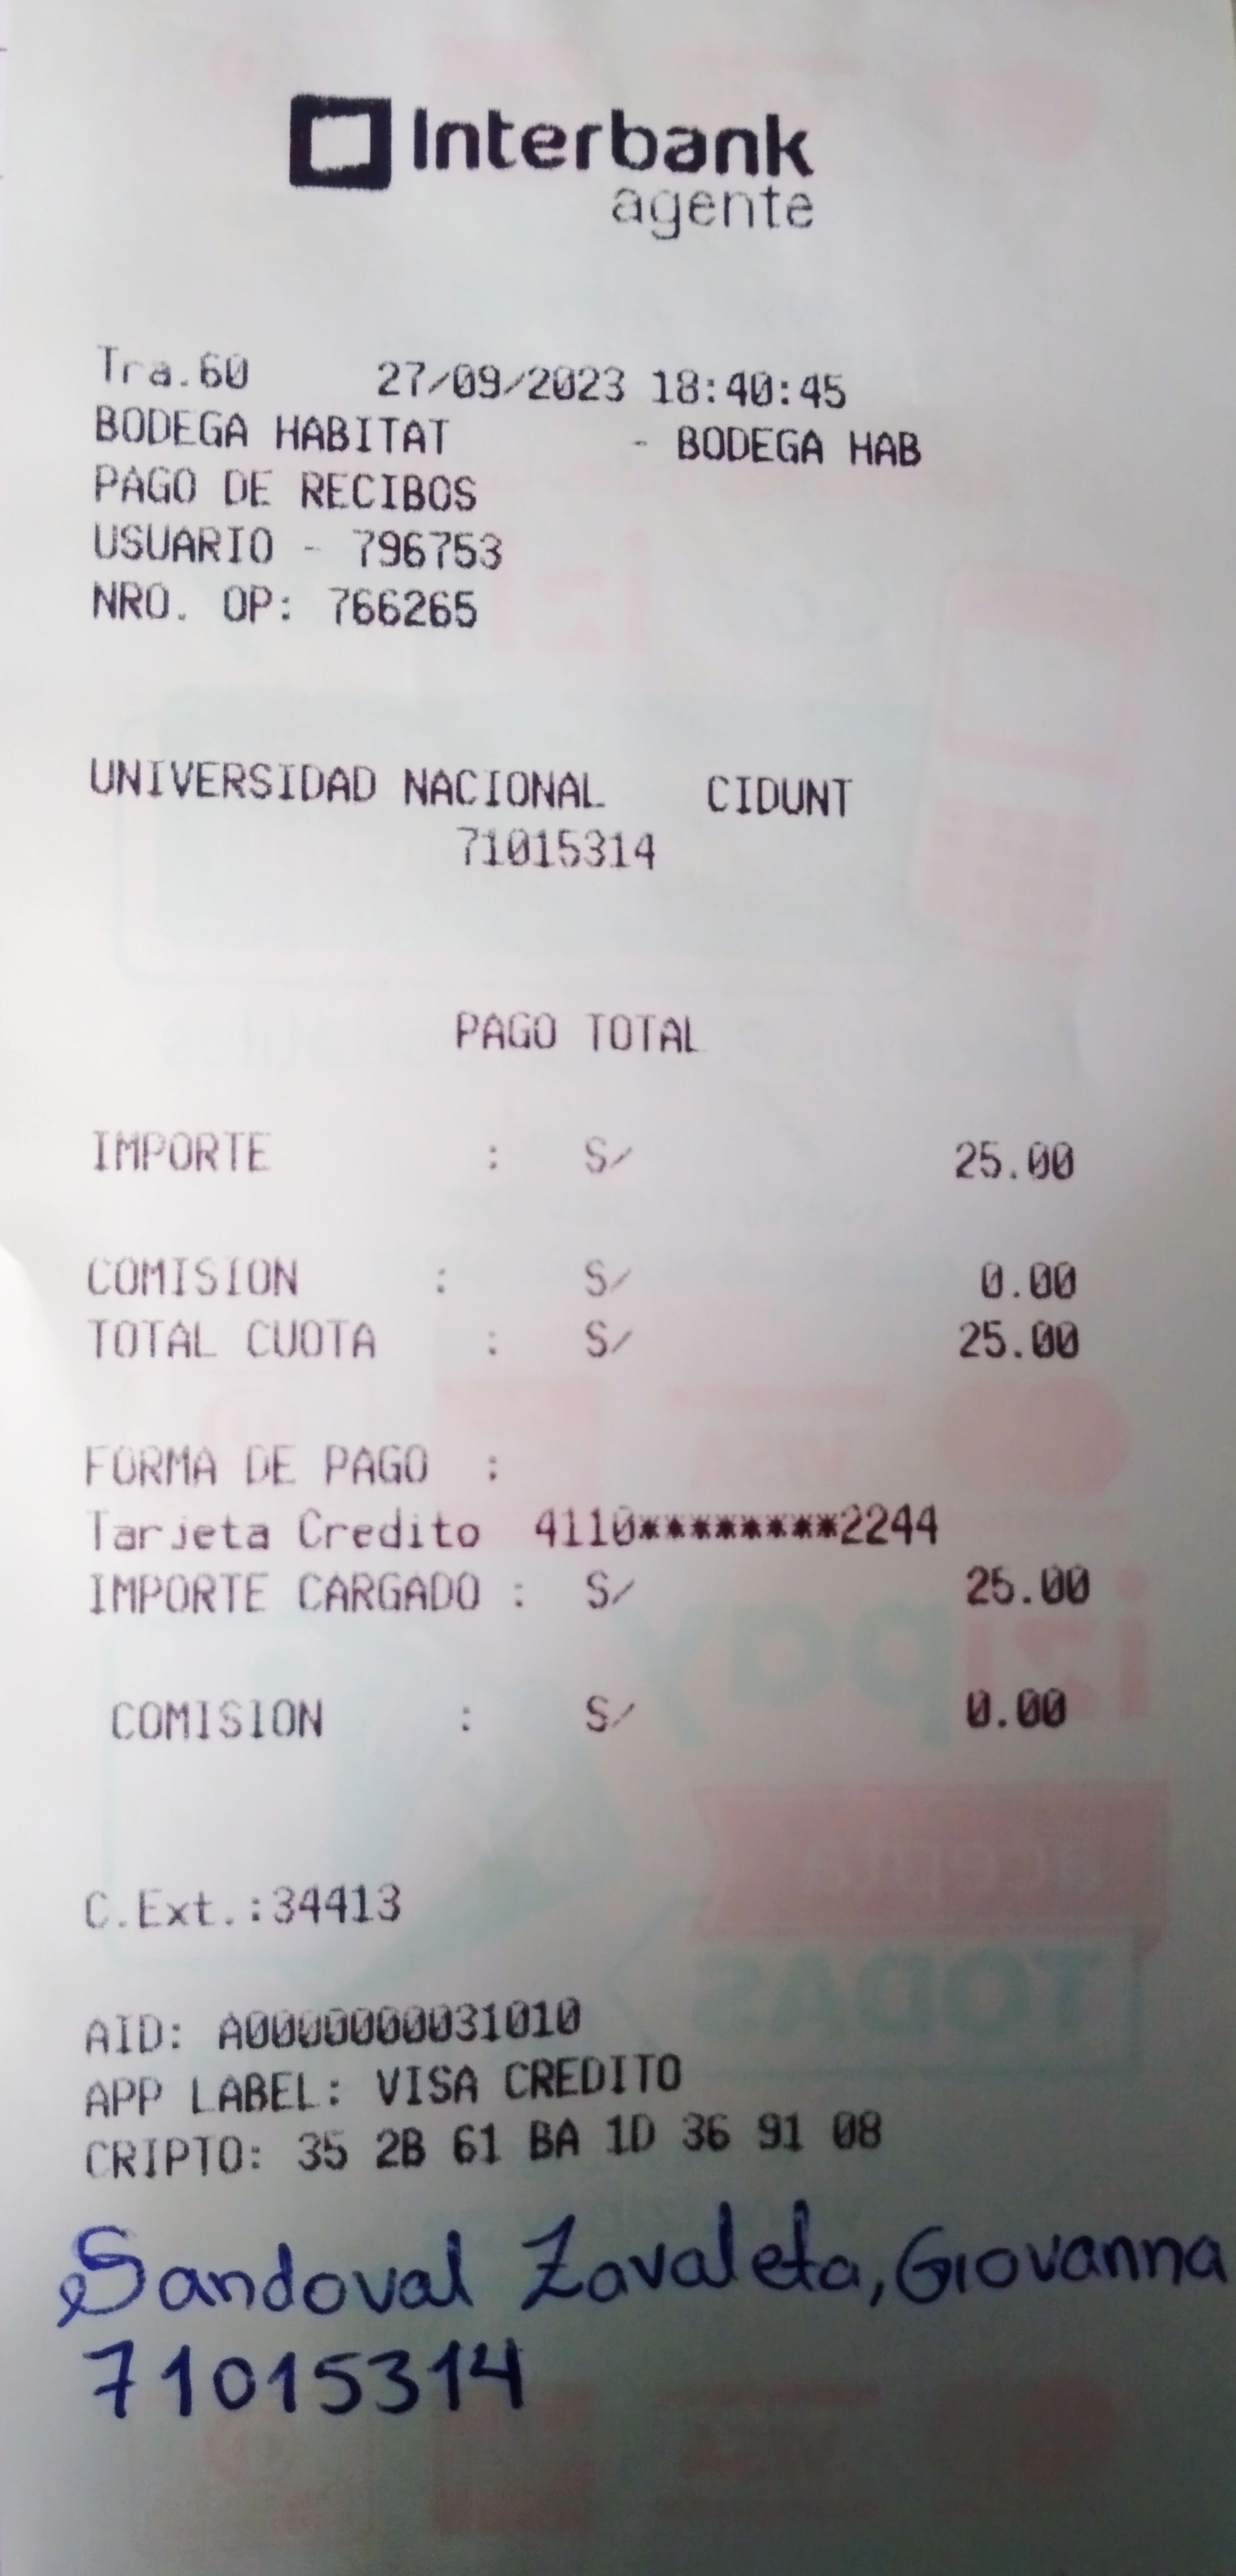 Interbank
agente
Tra.60 27/09/2023 18:40:45
BODEGA HABITAT - BODEGA HAB
PAGO DE RECIBOS
USUARIO - 796753
NRO. OP: 766265
UNIVERSIDAD NACIONAL CIDUNT
71015314
PAGO TOTAL
IMPORTE : S/ 25.00
COMISION : S/ 0.00
TOTAL CUOTA : S/ 25.00
FORMA DE PAGO :
Tarjeta Credito 4110********2244
IMPORTE CARGADO : S/ 25.00
COMISION : S/ 0.00
C.Ext.:34413
AID: A0000000031010
APP LABEL: VISA CREDITO
CRIPTO: 35 2B 61 BA 1D 36 91 08
Sandoval Zavaleta, Giovanna
71015314